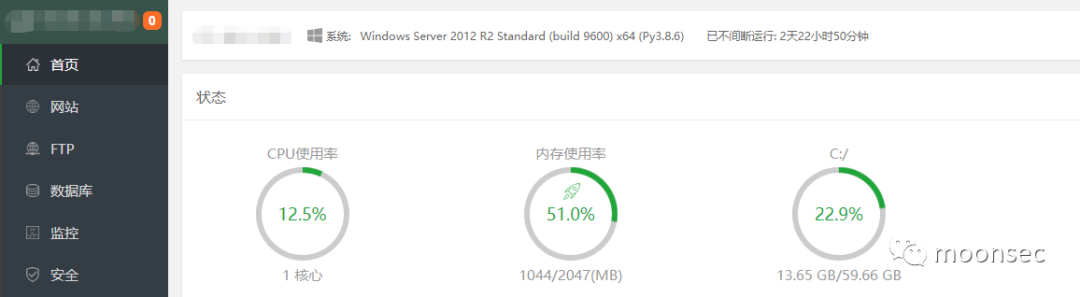 0
系统: Windows Server 2012 R2 Standard (build 9600) x64 (Py3.8.6) 已不间断运行: 2天22小时50分钟
首页
网站
FTP
数据库
监控
安全
状态
CPU使用率
12.5%
1 核心
内存使用率
51.0%
1044/2047(MB)
C:/
22.9%
13.65 GB/59.66 GB
moonsec